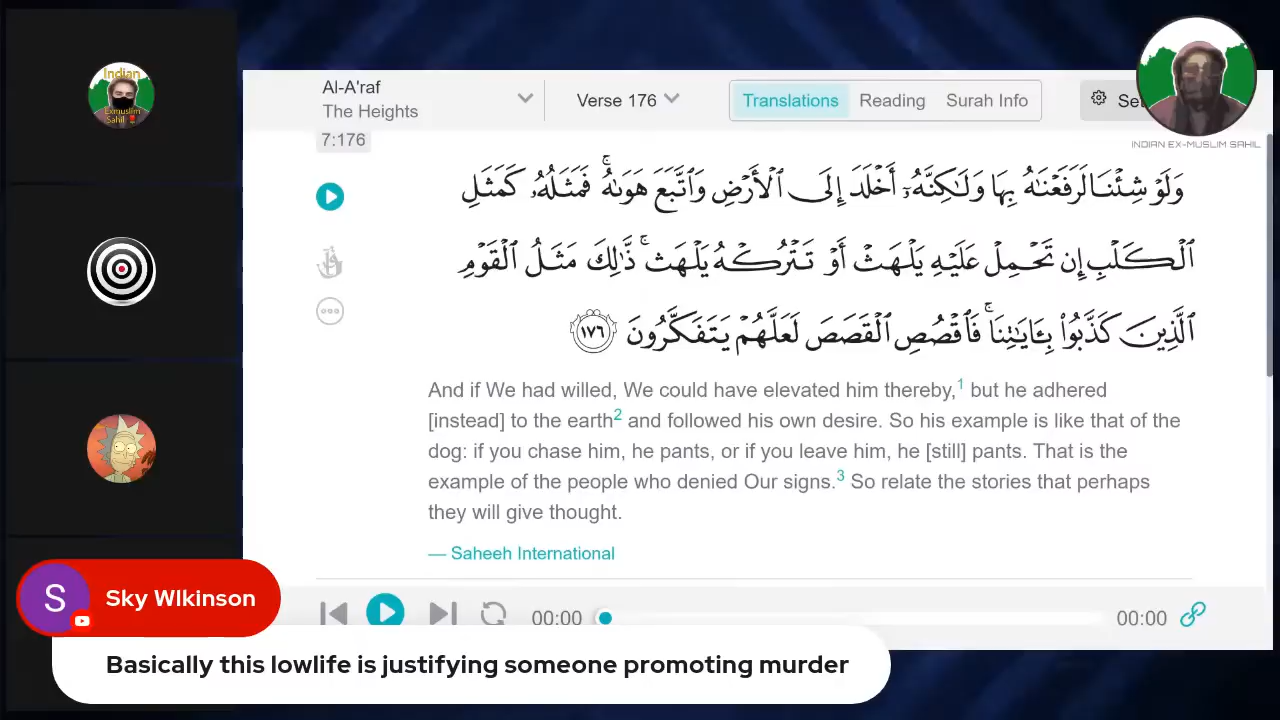 Indian
Exmuslim
Sahil
Al-A'raf
The Heights
Verse 176
Translations
Reading
Surah Info
INDIAN EX-MUSLIM SAHIL
7:176
وَلَوْ شِئْنَا لَرَفَعْنَـٰهُ بِهَا وَلَـٰكِنَّهُۥٓ أَخْلَدَ إِلَى ٱلْأَرْضِ وَٱتَّبَعَ هَوَىٰهُ ۚ فَمَثَلُهُۥ كَمَثَلِ
ٱلْكَلْبِ إِن تَحْمِلْ عَلَيْهِ يَلْهَثْ أَوْ تَتْرُكْهُ يَلْهَث ۚ ذَّٰلِكَ مَثَلُ ٱلْقَوْمِ
ٱلَّذِينَ كَذَّبُوا۟ بِـَٔايَـٰتِنَا ۚ فَٱقْصُصِ ٱلْقَصَصَ لَعَلَّهُمْ يَتَفَكَّرُونَ ١٧٦
And if We had willed, We could have elevated him thereby,1 but he adhered
[instead] to the earth2 and followed his own desire. So his example is like that of the
dog: if you chase him, he pants, or if you leave him, he [still] pants. That is the
example of the people who denied Our signs.3 So relate the stories that perhaps
they will give thought.
— Saheeh International
00:00
00:00
S
Sky WIkinson
Basically this lowlife is justifying someone promoting murder